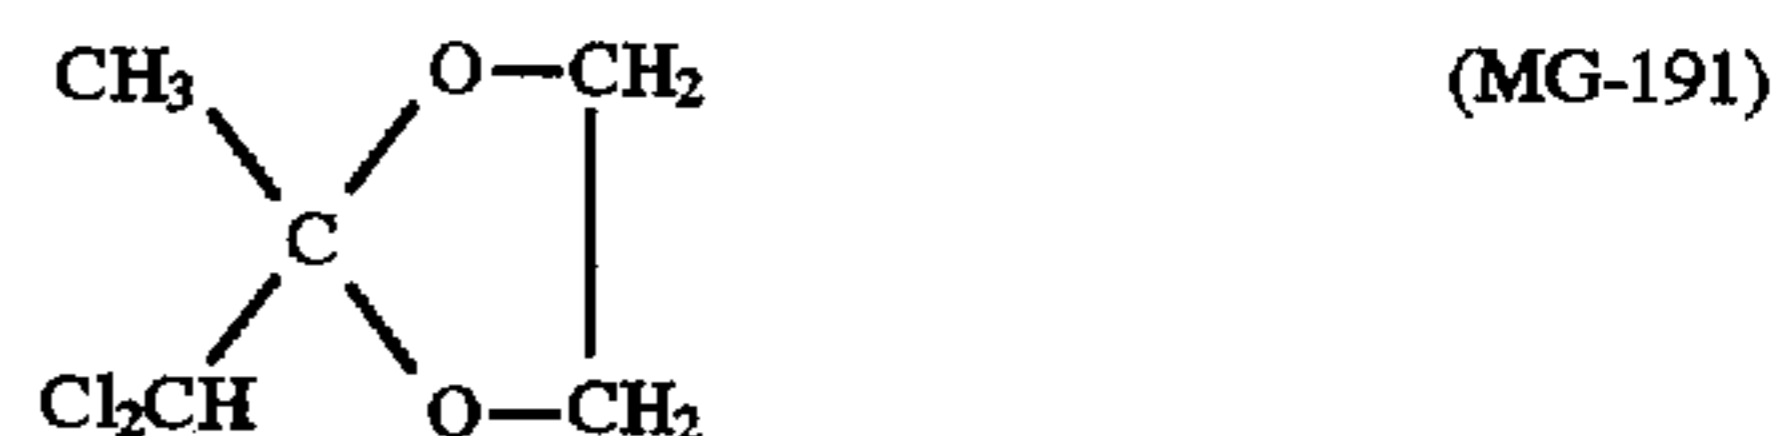 CH₃ O—CH₂ (MG-191)
C
Cl₂CH O—CH₂